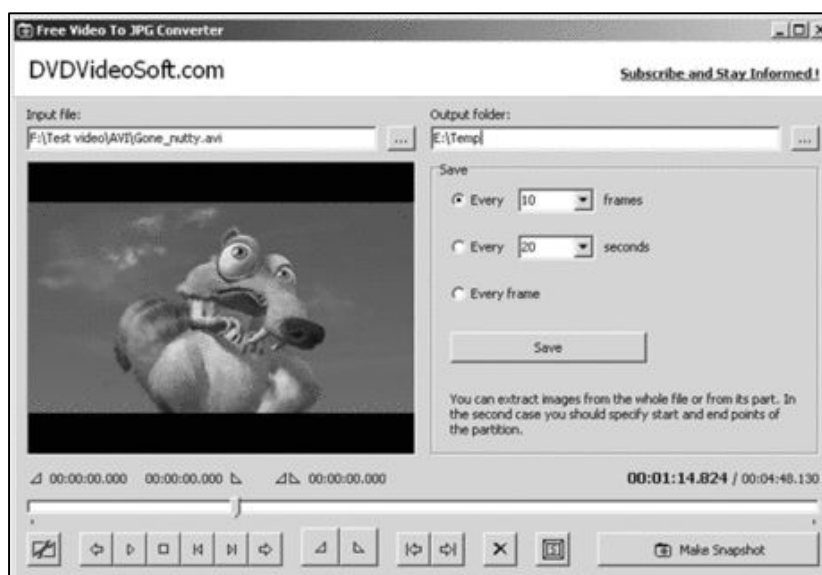 Free Video To JPG Converter
DVDVideoSoft.com
Subscribe and Stay Informed!
Input file:
F:\Test video\AVI\Gone_nutty.avi
...
Output folder:
E:\Temp
...
Save
Every 10 frames
Every 20 seconds
Every frame
Save
You can extract images from the whole file or from its part. In
the second case you should specify start and end points of
the partition.
00:00:00.000 00:00:00.000 00:00:00.000 00:01:14.824 / 00:04:48.130
Make Snapshot